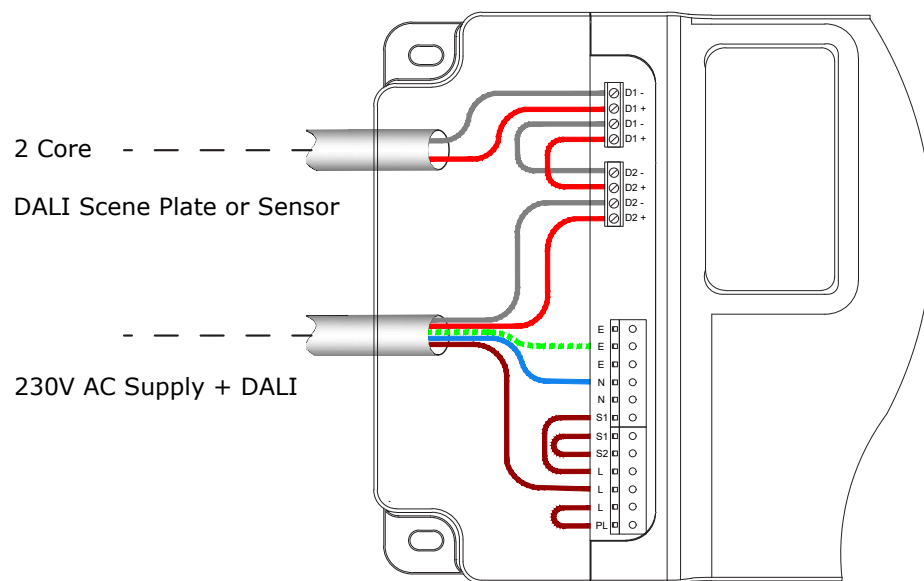 D1 -
D1 +
D1 -
D1 +
2 Core
D2 -
D2 +
D2 -
D2 +
DALI Scene Plate or Sensor
E
E
E
N
N
S1
S1
S2
L
L
L
PL
230V AC Supply + DALI